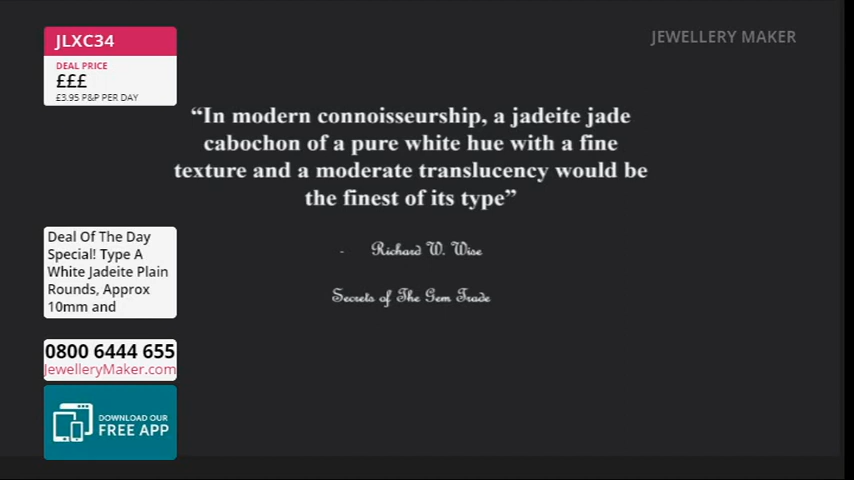 JLXC34
JEWELLERY MAKER
DEAL PRICE
£££
£3.95 P&P PER DAY
“In modern connoisseurship, a jadeite jade
cabochon of a pure white hue with a fine
texture and a moderate translucency would be
the finest of its type”
- Richard W. Wise
Secrets of The Gem Trade
Deal Of The Day
Special! Type A
White Jadeite Plain
Rounds, Approx
10mm and
0800 6444 655
JewelleryMaker.com
DOWNLOAD OUR
FREE APP